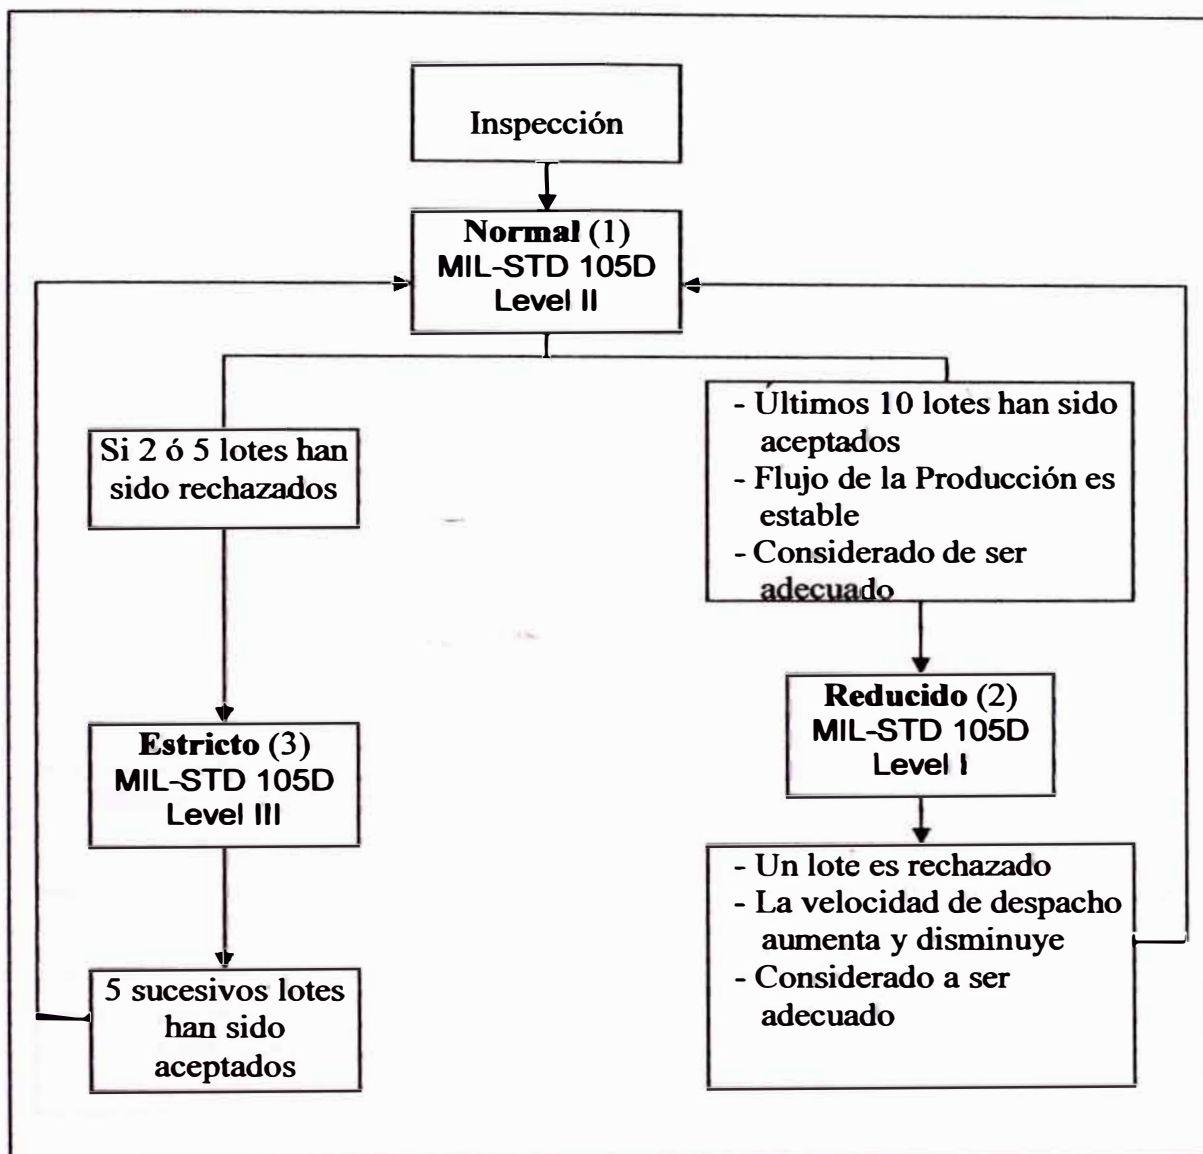 Inspección
Normal (1)
MIL-STD 105D
Level II
Si 2 ó 5 lotes han
sido rechazados
- Últimos 10 lotes han sido
aceptados
- Flujo de la Producción es
estable
- Considerado de ser
adecuado
Estricto (3)
MIL-STD 105D
Level III
Reducido (2)
MIL-STD 105D
Level I
5 sucesivos lotes
han sido
aceptados
- Un lote es rechazado
- La velocidad de despacho
aumenta y disminuye
- Considerado a ser
adecuado